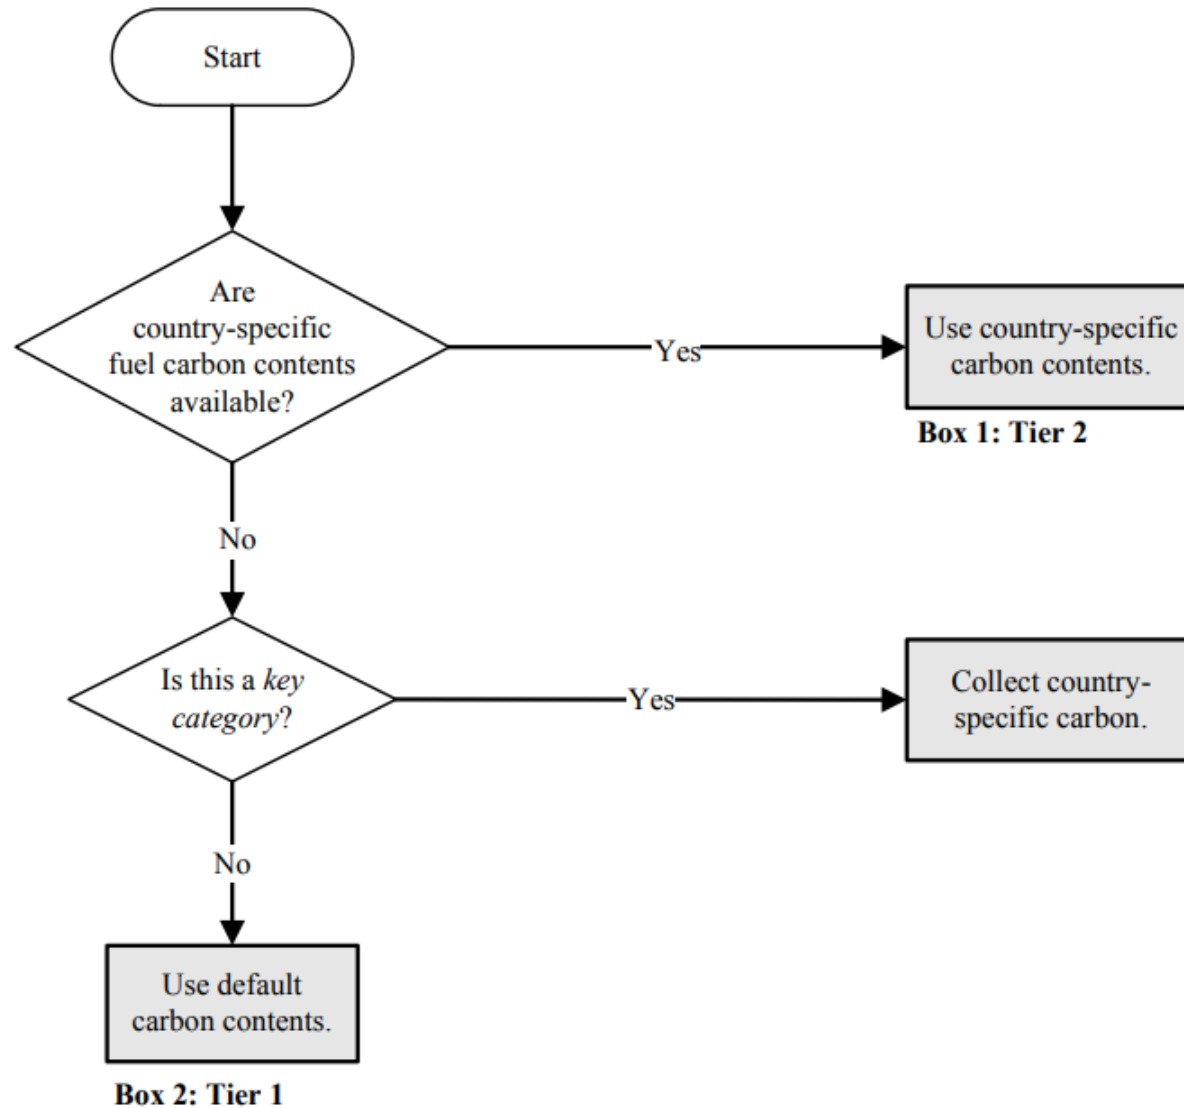 Start
Are
country-specific
fuel carbon contents
available?
Yes
Use country-specific
carbon contents.
Box 1: Tier 2
No
Is this a key
category?
Yes
Collect country-
specific carbon.
No
Use default
carbon contents.
Box 2: Tier 1